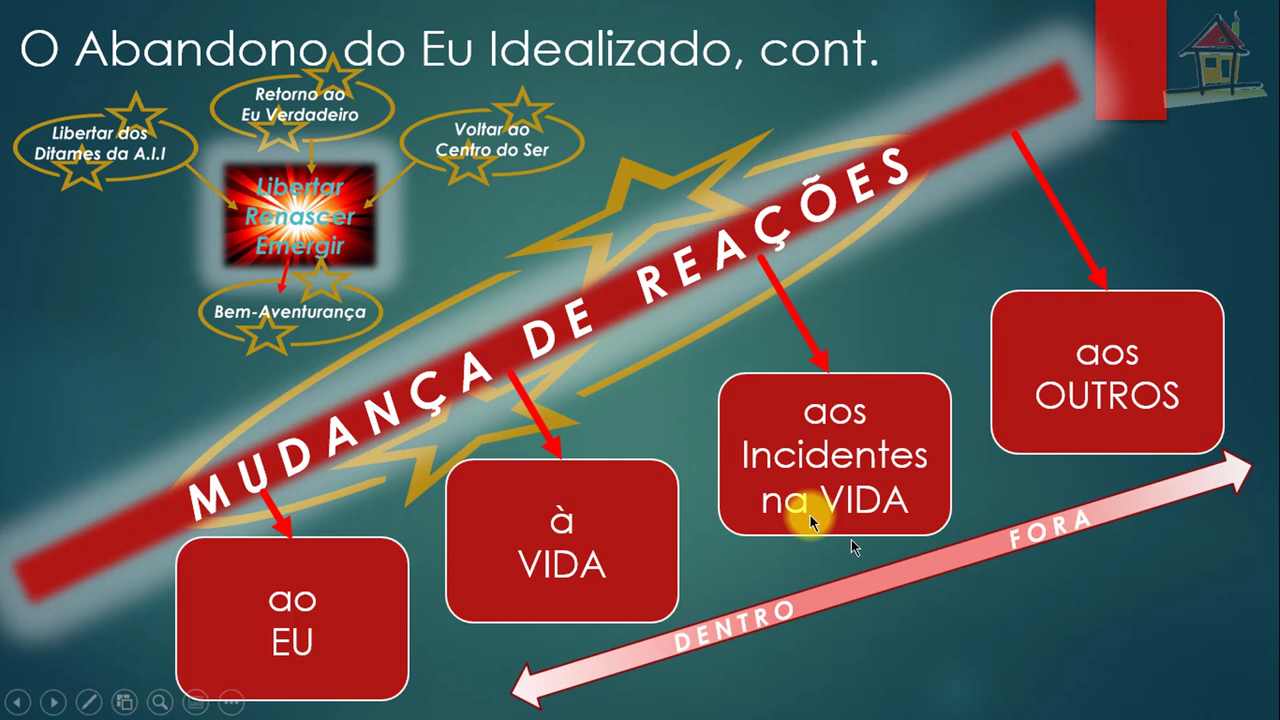 O Abandono do Eu Idealizado, cont.
Libertar dos
Ditames da A.I.I
Retorno ao
Eu Verdadeiro
Voltar ao
Centro do Ser
Libertar
Renascer
Emergir
Bem-Aventurança
MUDANÇA DE REAÇÕES
ao
EU
à
VIDA
aos
Incidentes
na VIDA
aos
OUTROS
DENTRO
FORA